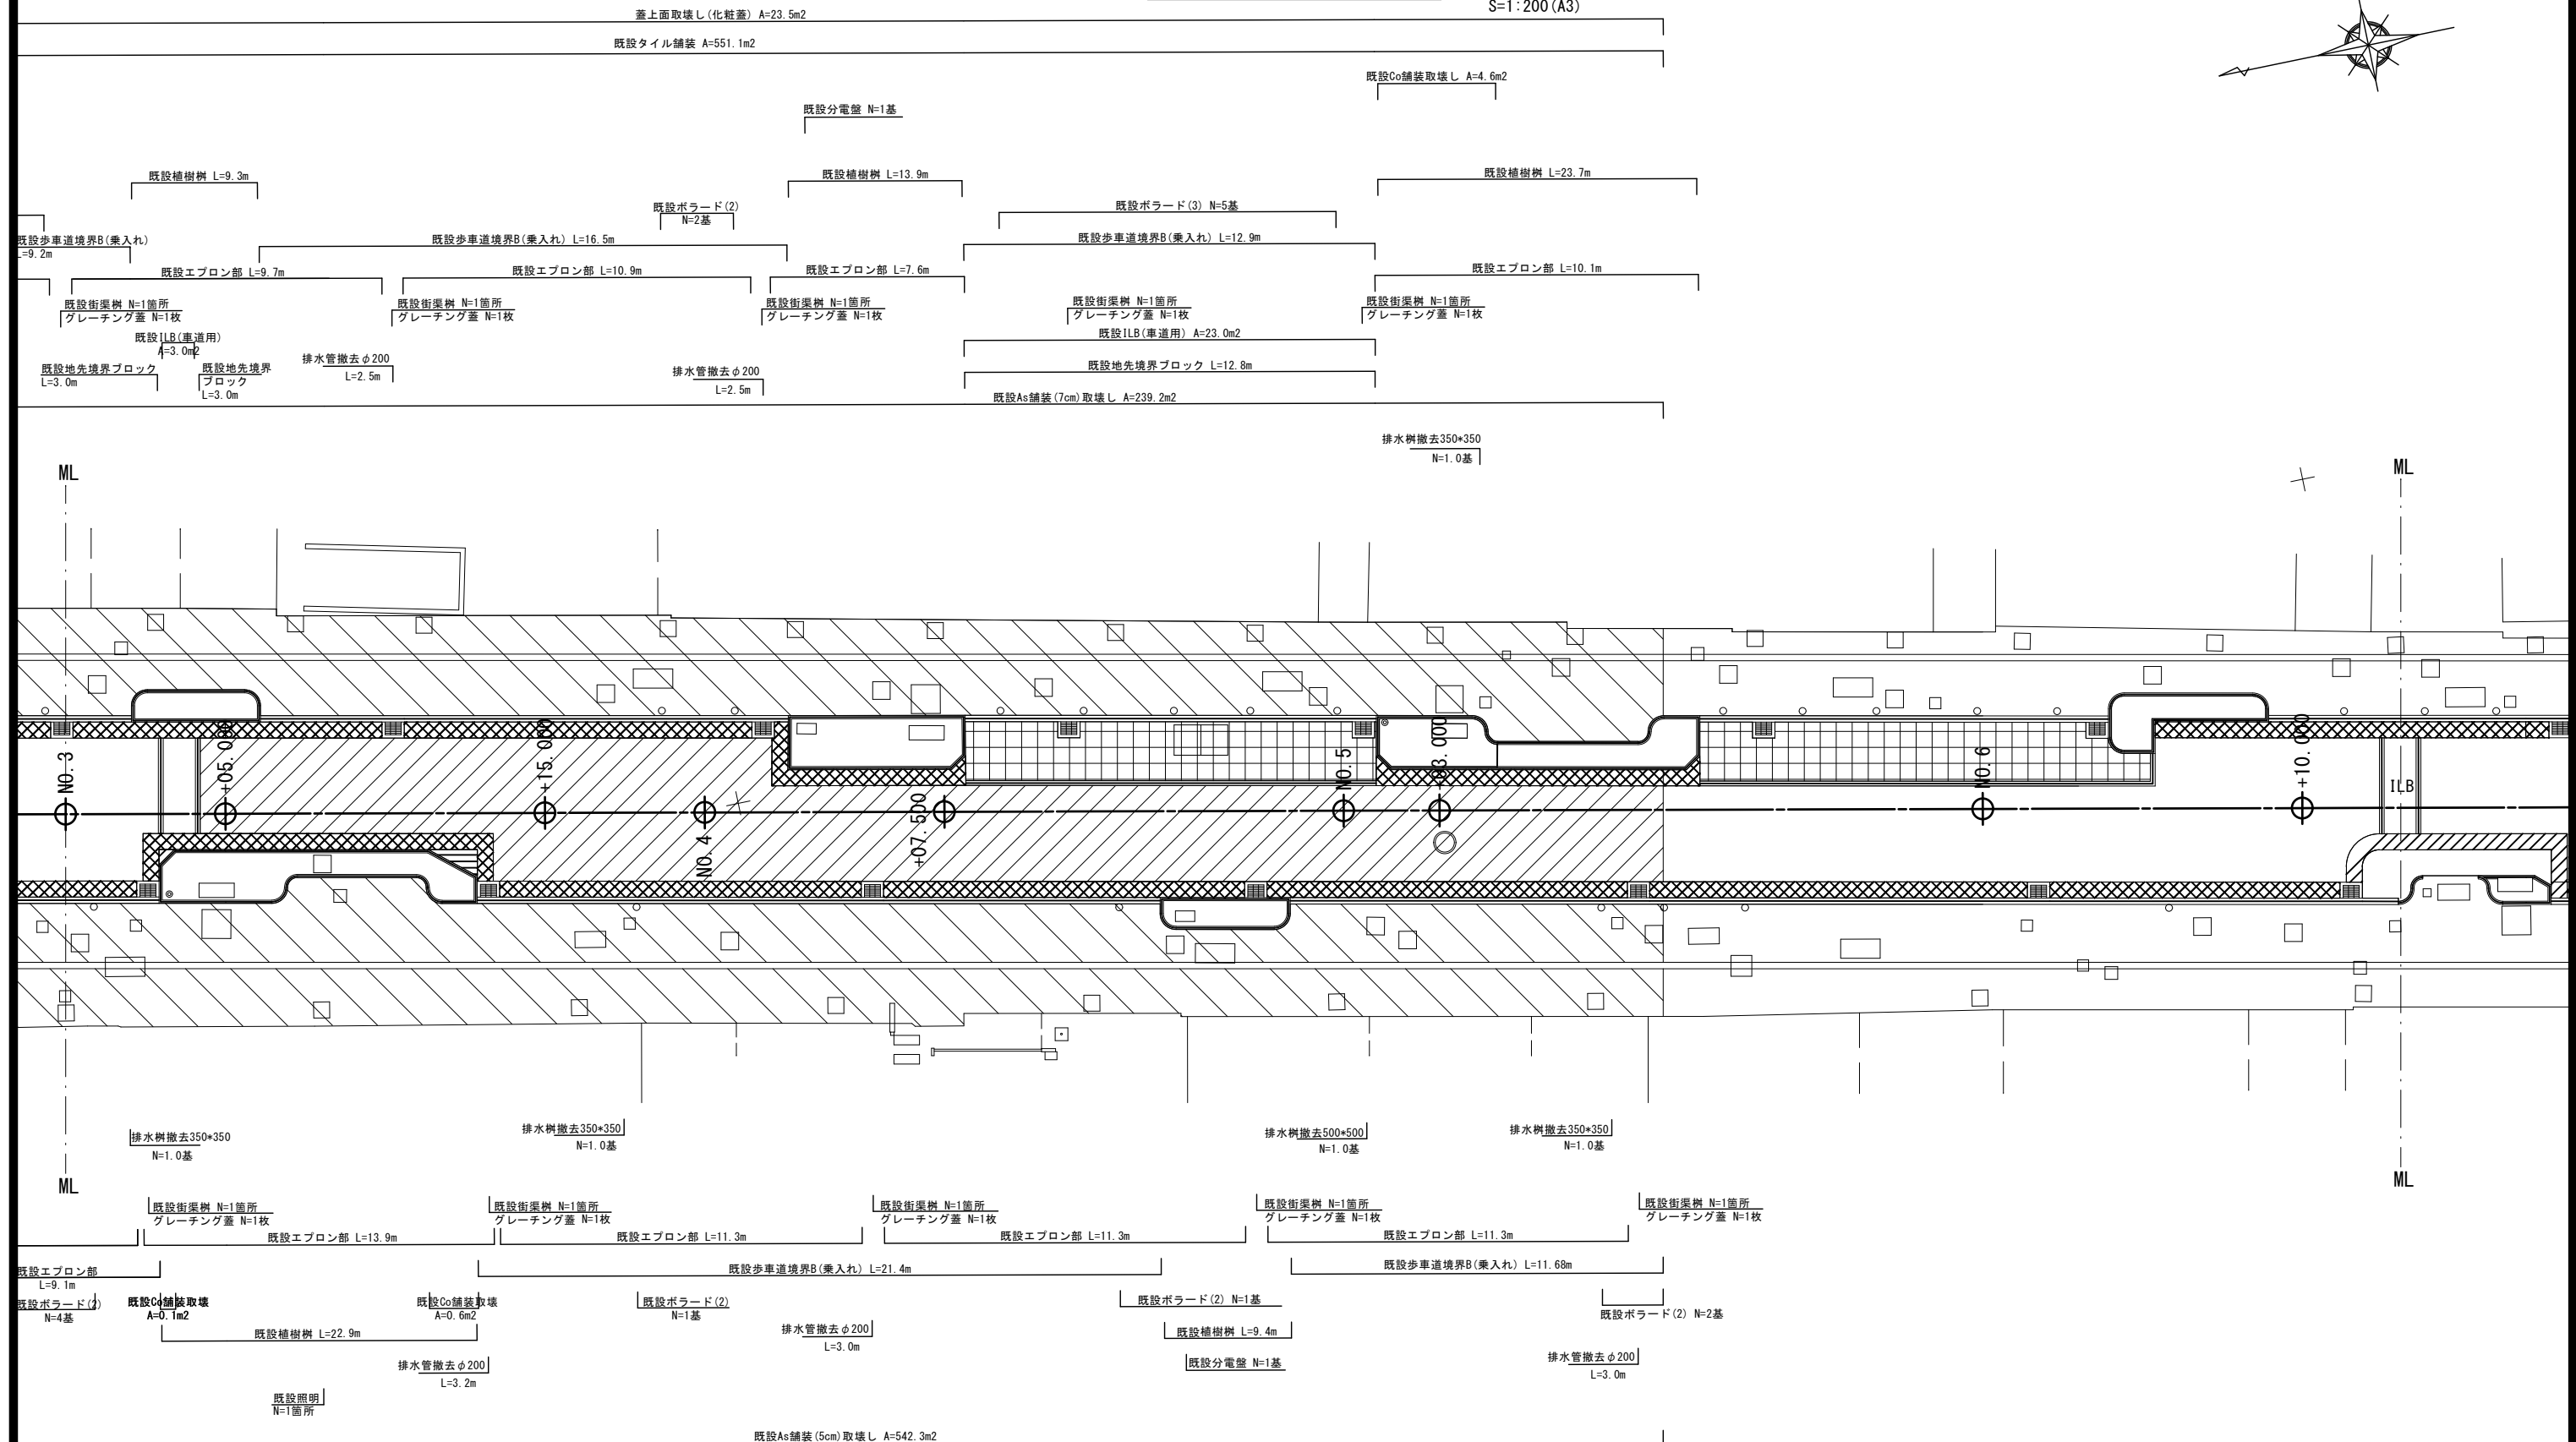 S=1:200(A3)
蓋上面取壊し(化粧蓋) A=23.5m2
既設タイル舗装 A=551.1m2
既設Co舗装取壊し A=4.6m2
既設分電盤 N=1基
既設植樹桝 L=9.3m
既設植樹桝 L=13.9m
既設植樹桝 L=23.7m
既設ボラード(2)
N=2基
既設ボラード(3) N=5基
既設歩車道境界B(乗入れ)
L=9.2m
既設歩車道境界B(乗入れ) L=16.5m
既設歩車道境界B(乗入れ) L=12.9m
既設エプロン部 L=9.7m
既設エプロン部 L=10.9m
既設エプロン部 L=7.6m
既設エプロン部 L=10.1m
既設街渠桝 N=1箇所
グレーチング蓋 N=1枚
既設街渠桝 N=1箇所
グレーチング蓋 N=1枚
既設街渠桝 N=1箇所
グレーチング蓋 N=1枚
既設街渠桝 N=1箇所
グレーチング蓋 N=1枚
既設街渠桝 N=1箇所
グレーチング蓋 N=1枚
既設ILB(車道用)
A=3.0m2
既設ILB(車道用) A=23.0m2
既設地先境界ブロック
L=3.0m
既設地先境界
ブロック
L=3.0m
排水管撤去φ200
L=2.5m
排水管撤去φ200
L=2.5m
既設地先境界ブロック L=12.8m
既設As舗装(7cm)取壊し A=239.2m2
排水桝撤去350*350
N=1.0基
ML
ML
NO.3
+05.000
+15.000
NO.4
+07.500
NO.5
+03.000
NO.6
+10.000
ILB
排水桝撤去350*350
N=1.0基
排水桝撤去350*350
N=1.0基
排水桝撤去500*500
N=1.0基
排水桝撤去350*350
N=1.0基
ML
ML
既設街渠桝 N=1箇所
グレーチング蓋 N=1枚
既設街渠桝 N=1箇所
グレーチング蓋 N=1枚
既設街渠桝 N=1箇所
グレーチング蓋 N=1枚
既設街渠桝 N=1箇所
グレーチング蓋 N=1枚
既設街渠桝 N=1箇所
グレーチング蓋 N=1枚
既設エプロン部 L=13.9m
既設エプロン部 L=11.3m
既設エプロン部 L=11.3m
既設エプロン部 L=11.3m
既設エプロン部
L=9.1m
既設歩車道境界B(乗入れ) L=21.4m
既設歩車道境界B(乗入れ) L=11.68m
既設ボラード(2)
N=4基
既設Co舗装取壊
A=0.1m2
既設Co舗装取壊
A=0.6m2
既設ボラード(2)
N=1基
既設ボラード(2) N=1基
既設ボラード(2) N=2基
既設植樹桝 L=22.9m
排水管撤去φ200
L=3.0m
既設植樹桝 L=9.4m
排水管撤去φ200
L=3.2m
既設分電盤 N=1基
排水管撤去φ200
L=3.0m
既設照明
N=1箇所
既設As舗装(5cm)取壊し A=542.3m2